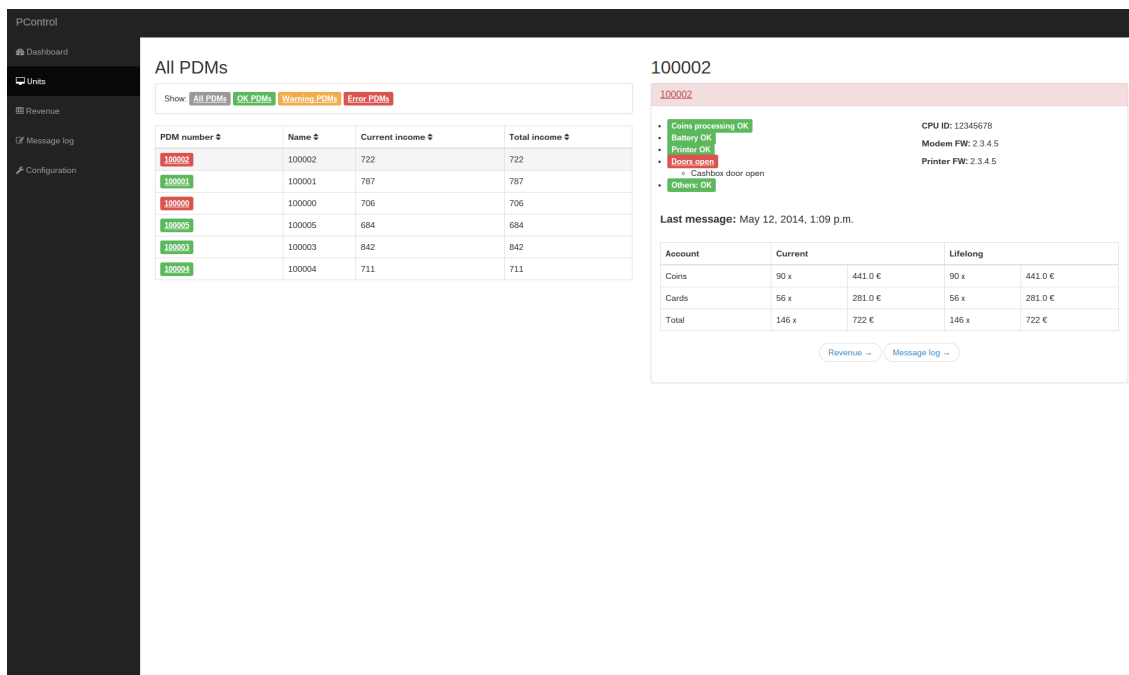 PControl
Dashboard
Units
Revenue
Message log
Configuration
All PDMs
Show: All PDMs OK PDMs Warning PDMs Error PDMs
PDM number Name Current income Total income
100002 100002 722 722
100001 100001 787 787
100000 100000 706 706
100005 100005 684 684
100003 100003 842 842
100004 100004 711 711
100002
100002
• Coins processing OK
• Battery OK
• Printer OK
• Doors open
◦ Cashbox door open
• Others: OK
CPU ID: 12345678
Modem FW: 2.3.4.5
Printer FW: 2.3.4.5
Last message: May 12, 2014, 1:09 p.m.
Account Current Lifelong
Coins 90 x 441.0 € 90 x 441.0 €
Cards 56 x 281.0 € 56 x 281.0 €
Total 146 x 722 € 146 x 722 €
Revenue → Message log →